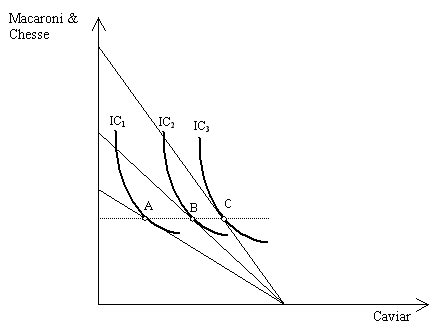 Macaroni &
Chesse
IC1
IC2
IC3
A
B
C
Caviar